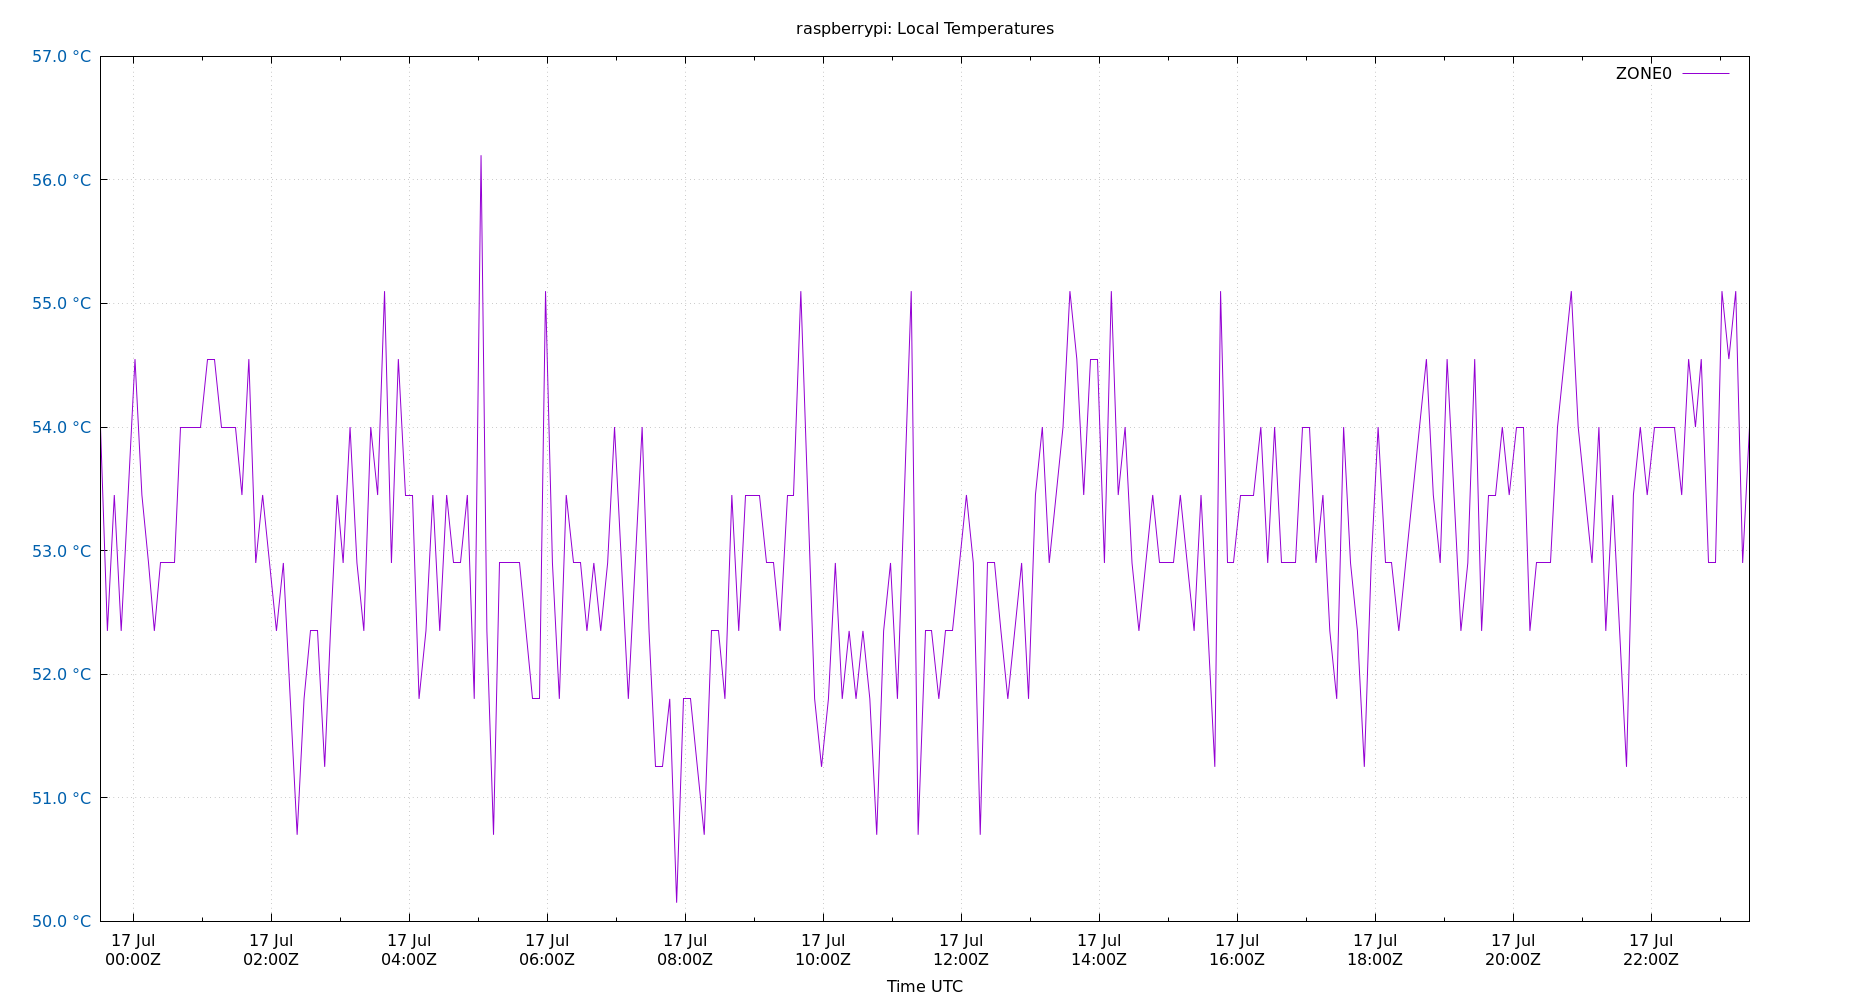 raspberrypi: Local Temperatures
57.0 °C
ZONE0
56.0 °C
55.0 °C
54.0 °C
53.0 °C
52.0 °C
51.0 °C
50.0 °C
17 Jul 17 Jul 17 Jul 17 Jul 17 Jul 17 Jul 17 Jul 17 Jul 17 Jul 17 Jul 17 Jul 17 Jul
00:00Z 02:00Z 04:00Z 06:00Z 08:00Z 10:00Z 12:00Z 14:00Z 16:00Z 18:00Z 20:00Z 22:00Z
Time UTC